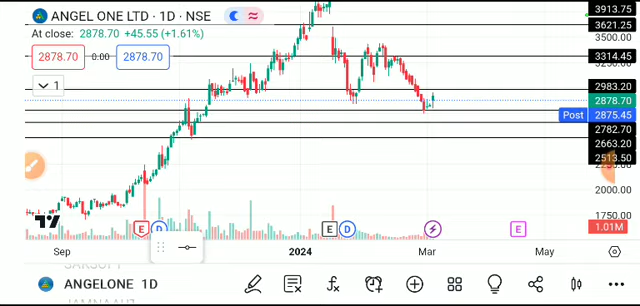 ANGEL ONE LTD · 1D · NSE
At close: 2878.70 +45.55 (+1.61%)
2878.70 0.00 2878.70
1
3913.75
3621.25
3500.00
3314.45
2983.20
2878.70
Post 2875.45
2782.70
2663.20
2513.50
2000.00
1750.00
1.01M
E D E D E
Sep 2024 Mar May
ANGELONE 1D